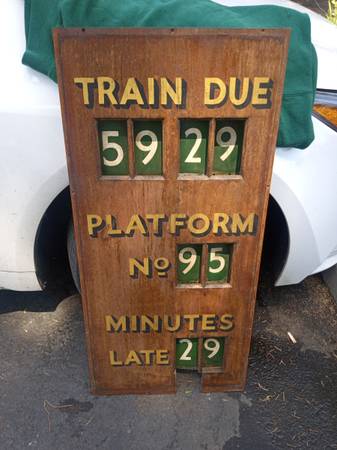 TRAIN DUE
59 29
PLATFORM
No 95
MINUTES
LATE 29